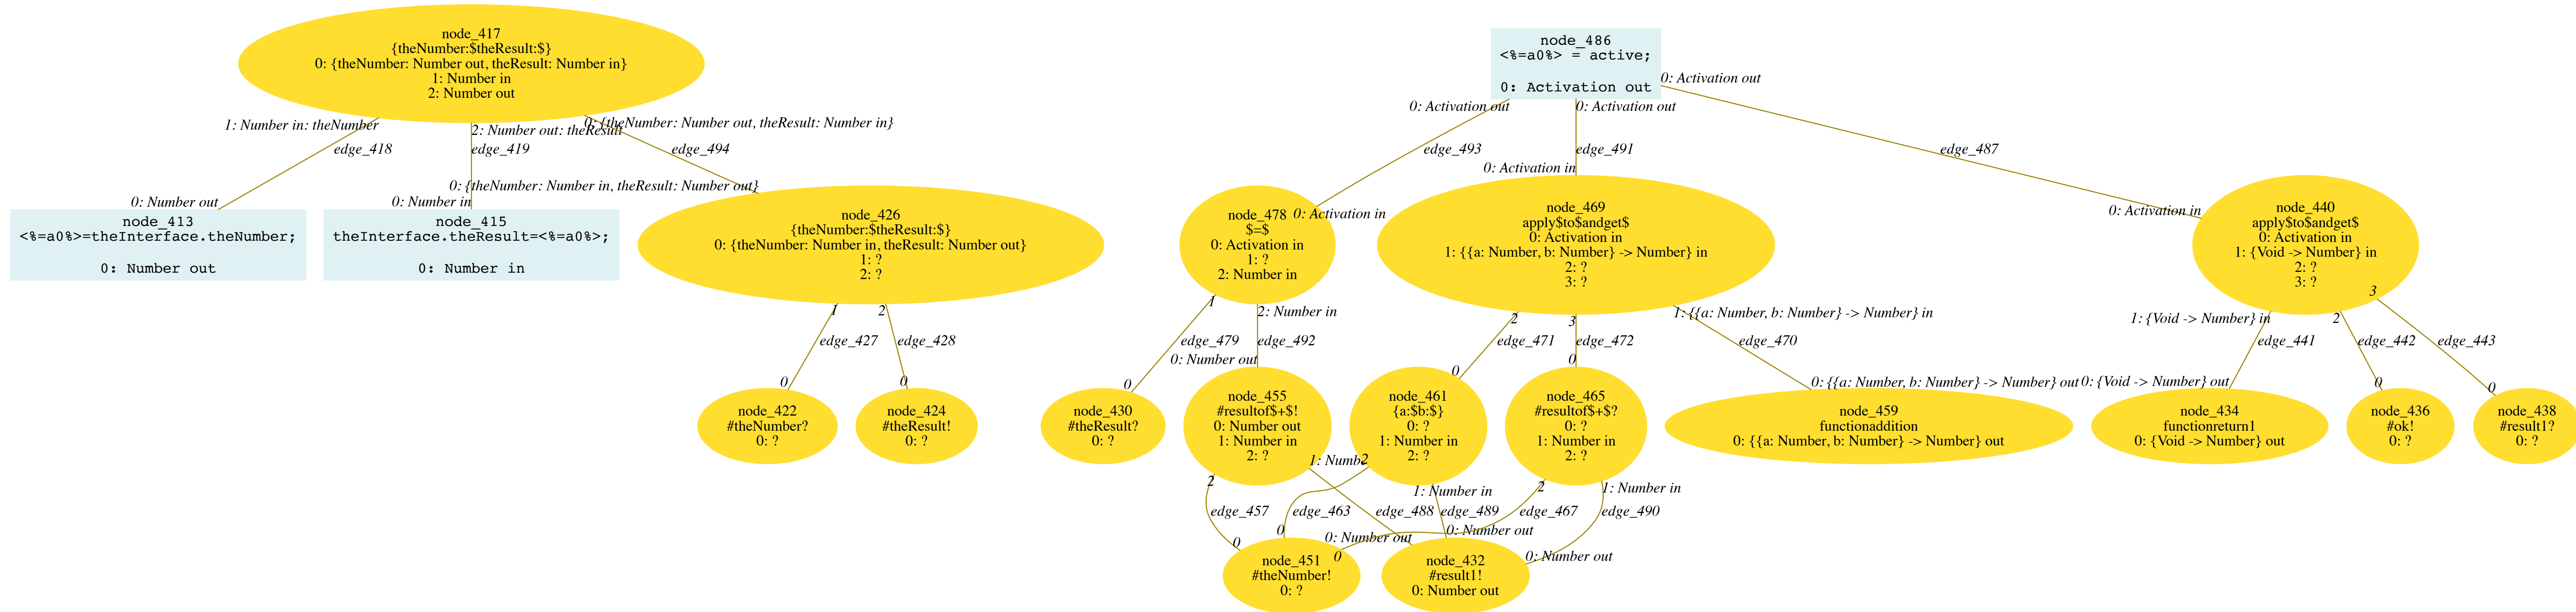 node_417
{theNumber:$theResult:$}
0: {theNumber: Number out, theResult: Number in}
1: Number in
2: Number out
node_486
<%=a0%> = active;
0: Activation out
0: Activation out
0: Activation out
0: Activation out
1: Number in: theNumber
2: Number out: theResult
0: {theNumber: Number out, theResult: Number in}
edge_418
edge_419
edge_494
edge_493
edge_491
edge_487
0: Number out
0: Number in
0: {theNumber: Number in, theResult: Number out}
0: Activation in
0: Activation in
0: Activation in
node_413
<%=a0%>=theInterface.theNumber;
0: Number out
node_415
theInterface.theResult=<%=a0%>;
0: Number in
node_426
{theNumber:$theResult:$}
0: {theNumber: Number in, theResult: Number out}
1: ?
2: ?
node_478
$=$
0: Activation in
1: ?
2: Number in
node_469
apply$to$andget$
0: Activation in
1: {{a: Number, b: Number} -> Number} in
2: ?
3: ?
node_440
apply$to$andget$
0: Activation in
1: {Void -> Number} in
2: ?
3: ?
1
2
1
2: Number in
2
3
1: {{a: Number, b: Number} -> Number} in
1: {Void -> Number} in
2
3
edge_427
edge_428
edge_479
edge_492
edge_471
edge_472
edge_470
edge_441
edge_442
edge_443
0
0
0
0: Number out
0
0
0: {{a: Number, b: Number} -> Number} out
0: {Void -> Number} out
0
0
node_422
#theNumber?
0: ?
node_424
#theResult!
0: ?
node_430
#theResult?
0: ?
node_455
#resultof$+$!
0: Number out
1: Number in
2: ?
node_461
{a:$b:$}
0: ?
1: Number in
2: ?
node_465
#resultof$+$?
0: ?
1: Number in
2: ?
node_459
functionaddition
0: {{a: Number, b: Number} -> Number} out
node_434
functionreturn1
0: {Void -> Number} out
node_436
#ok!
0: ?
node_438
#result1?
0: ?
2
2
1: Number in
2
1: Number in
edge_457
edge_463
edge_488
edge_489
edge_467
edge_490
0
0
0
0: Number out
0: Number out
0: Number out
node_451
#theNumber!
0: ?
node_432
#result1!
0: Number out